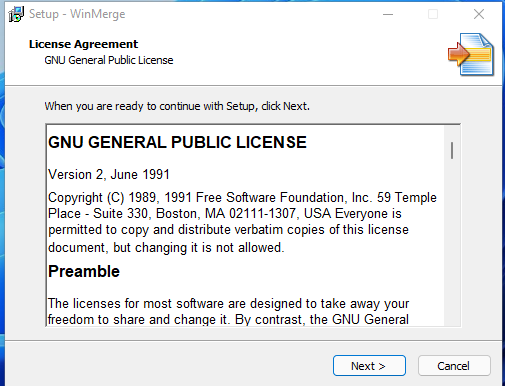 Setup - WinMerge
License Agreement
GNU General Public License
When you are ready to continue with Setup, click Next.
GNU GENERAL PUBLIC LICENSE
Version 2, June 1991
Copyright (C) 1989, 1991 Free Software Foundation, Inc. 59 Temple
Place - Suite 330, Boston, MA 02111-1307, USA Everyone is
permitted to copy and distribute verbatim copies of this license
document, but changing it is not allowed.
Preamble
The licenses for most software are designed to take away your
freedom to share and change it. By contrast, the GNU General
Next >
Cancel